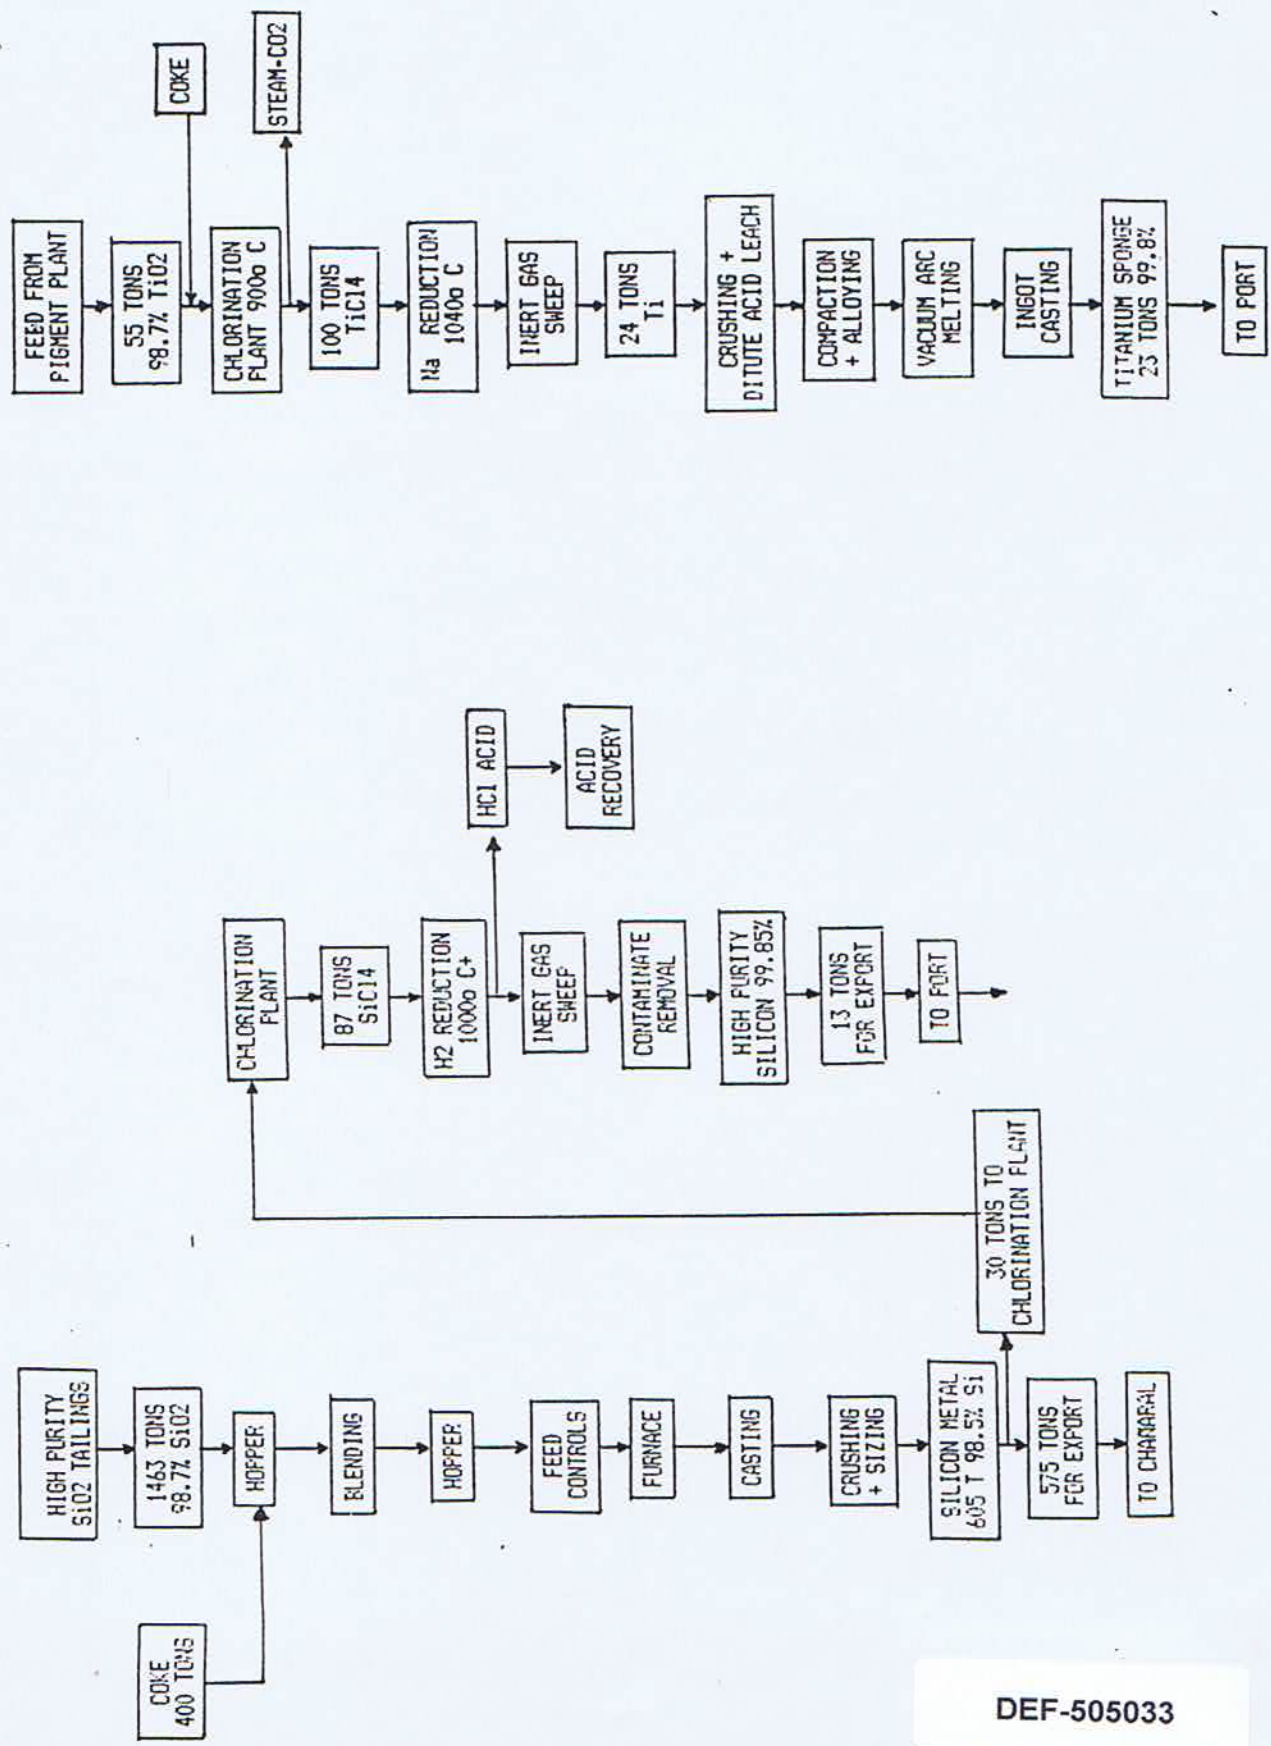 COKE
400 TONS
HIGH PURITY
SiO2 TAILINGS
1463 TONS
98.7% SiO2
HOPPER
BLENDING
HOPPER
FEED
CONTROLS
FURNACE
CASTING
CRUSHING
+ SIZING
SILICON METAL
605 T 98.5% Si
575 TONS
FOR EXPORT
TO CHANARAL
30 TONS TO
CHLORINATION PLANT
CHLORINATION
PLANT
87 TONS
SiCl4
H2 REDUCTION
1000o C+
HCl ACID
ACID
RECOVERY
INERT GAS
SWEEP
CONTAMINATE
REMOVAL
HIGH PURITY
SILICON 99.85%
13 TONS
FOR EXPORT
TO PORT
FEED FROM
PIGMENT PLANT
55 TONS
98.7% TiO2
COKE
CHLORINATION
PLANT 900o C
STEAM-CO2
100 TONS
TiCl4
Na REDUCTION
1040o C
INERT GAS
SWEEP
24 TONS
Ti
CRUSHING +
DITUTE ACID LEACH
COMPACTION
+ ALLOYING
VACUUM ARC
MELTING
INGOT
CASTING
TITANIUM SPONGE
23 TONS 99.8%
TO PORT
DEF-505033